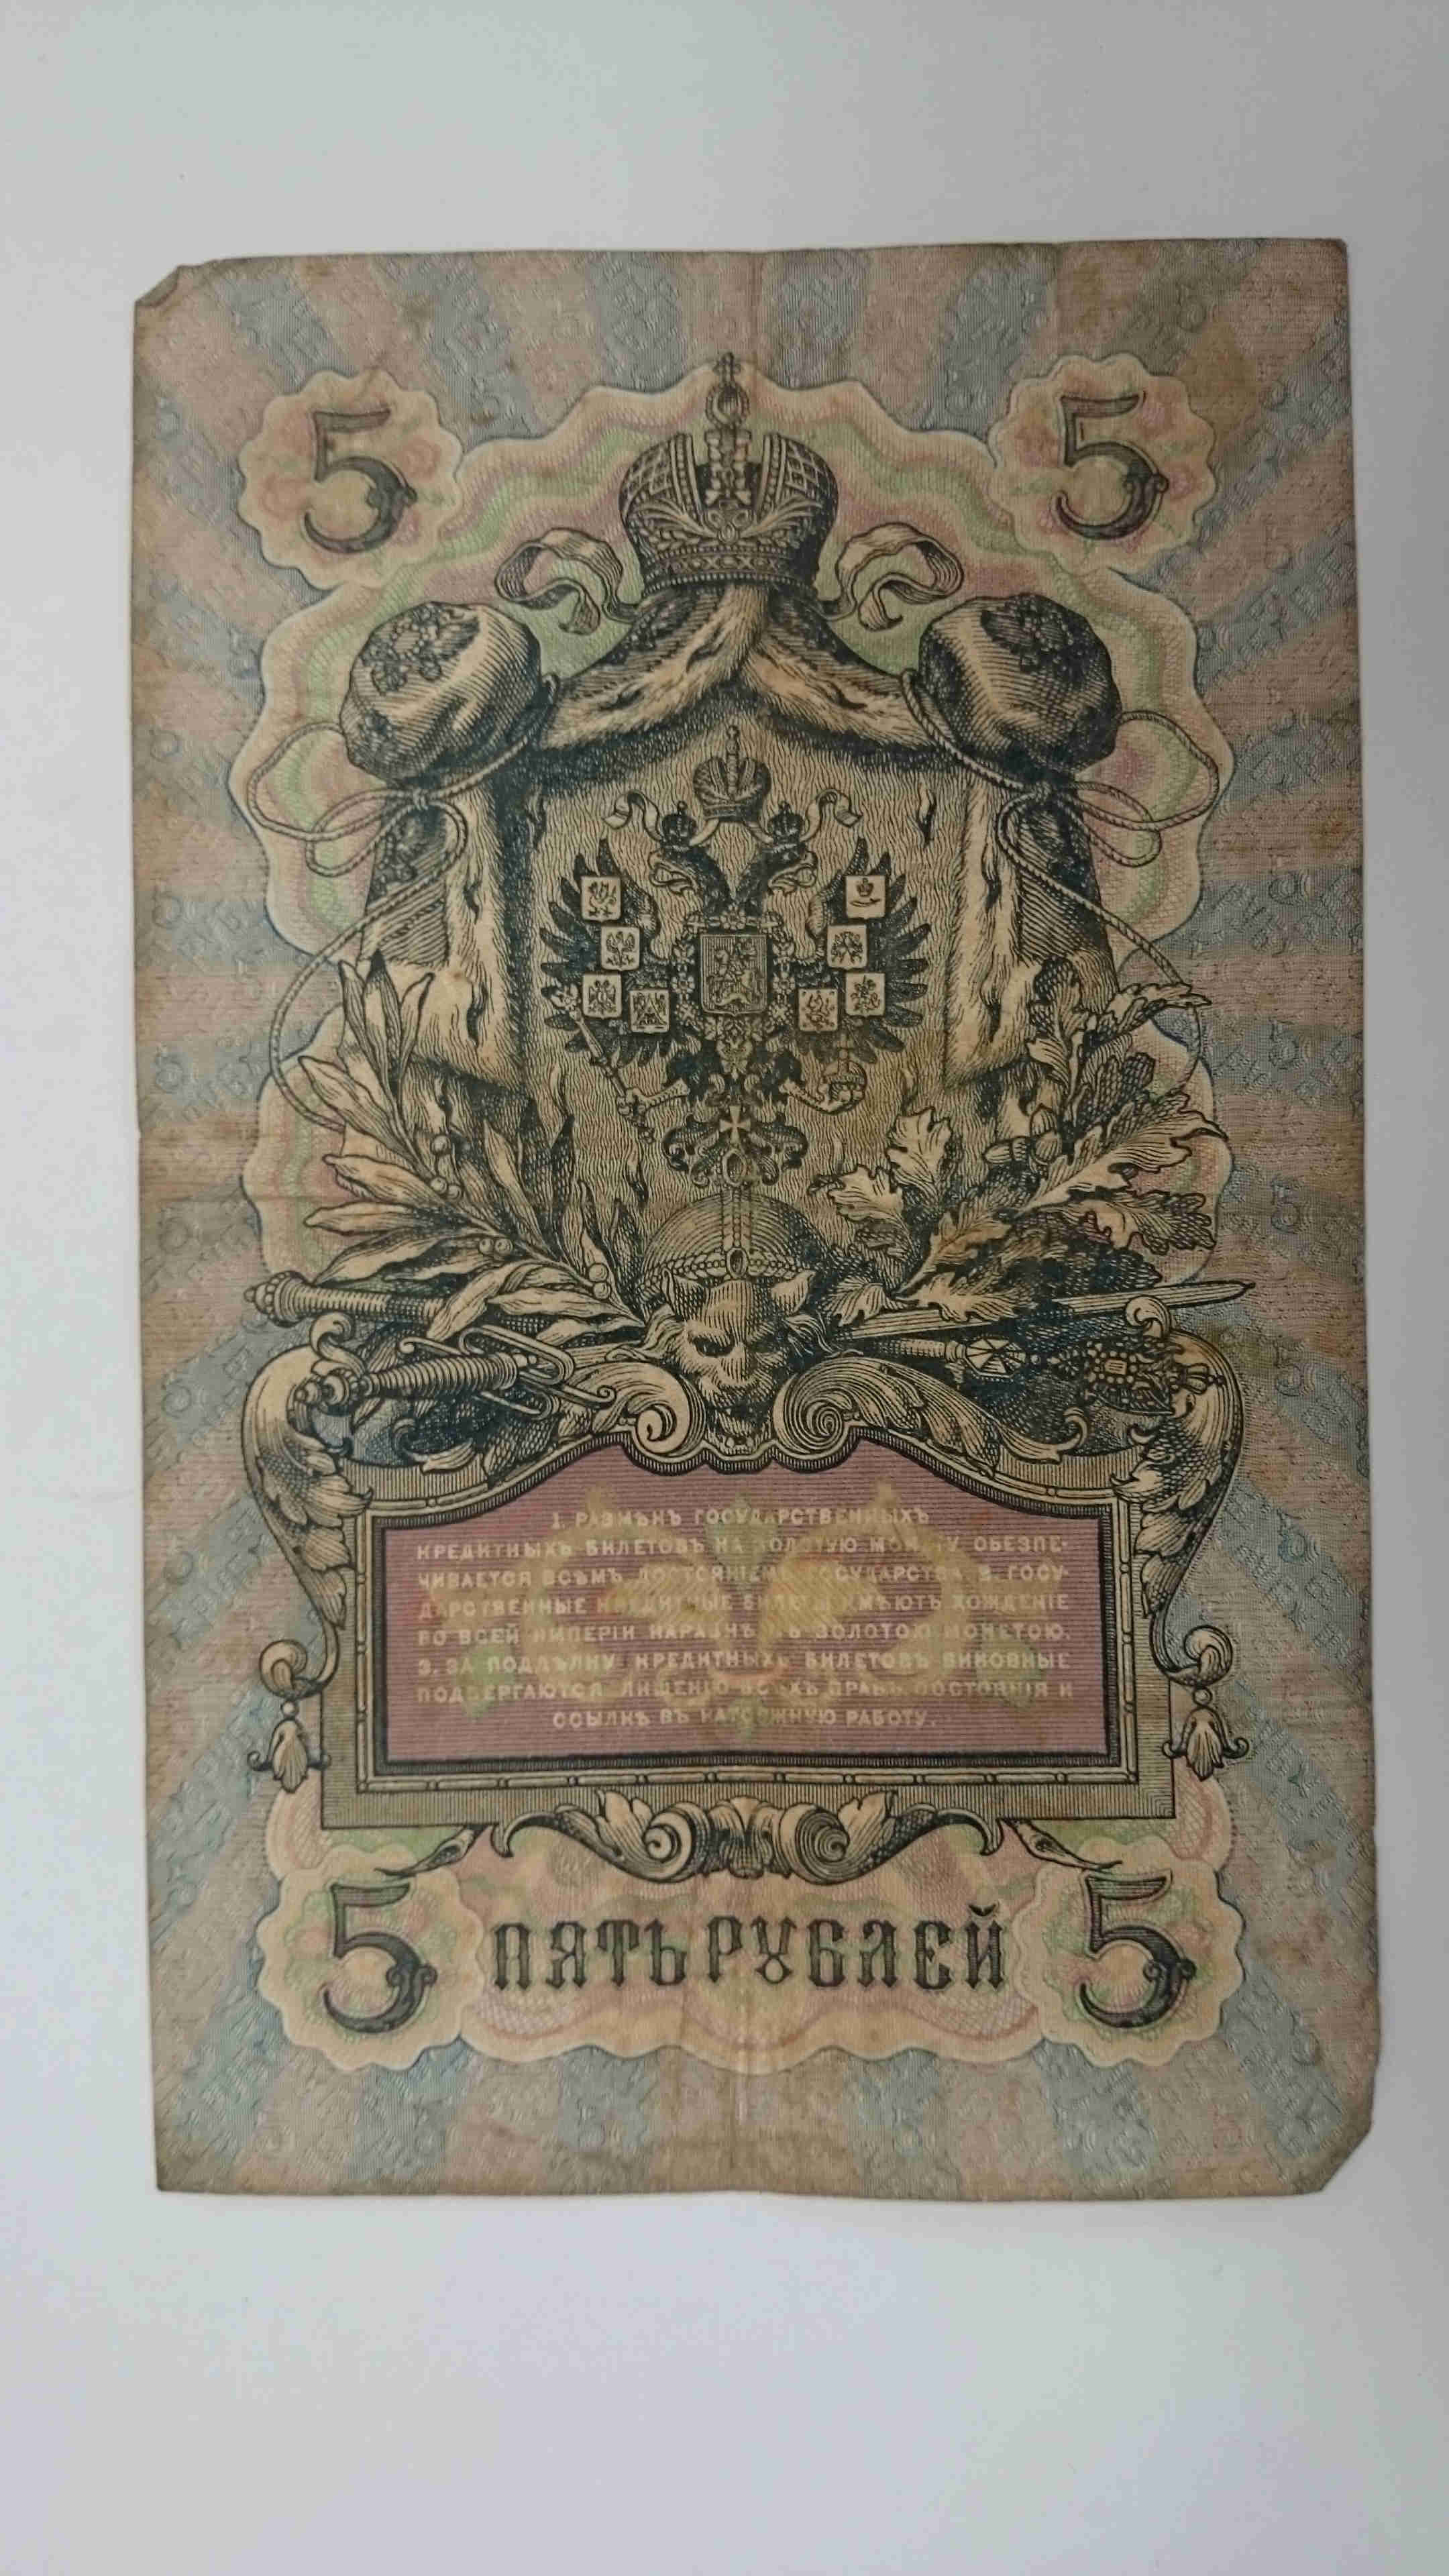 5 5
1. РАЗМѢНЪ ГОСУДАРСТВЕННЫХЪ
КРЕДИТНЫХЪ БИЛЕТОВЪ НА ЗОЛОТУЮ МОНЕТУ ОБЕЗПЕ-
ЧИВАЕТСЯ ВСѢМЪ ДОСТОЯНІЕМЪ ГОСУДАРСТВА. 2. ГОСУ-
ДАРСТВЕННЫЕ КРЕДИТНЫЕ БИЛЕТЫ ИМѢЮТЪ ХОЖДЕНІЕ
ВО ВСЕЙ ИМПЕРІИ НАРАВНѢ СЪ ЗОЛОТОЮ МОНЕТОЮ.
3. ЗА ПОДДѢЛКУ КРЕДИТНЫХЪ БИЛЕТОВЪ ВИНОВНЫЕ
ПОДВЕРГАЮТСЯ ЛИШЕНІЮ ВСѢХЪ ПРАВЪ СОСТОЯНІЯ И
ССЫЛКѢ ВЪ КАТОРЖНУЮ РАБОТУ.
5 ПЯТЬ РУБЛЕЙ 5